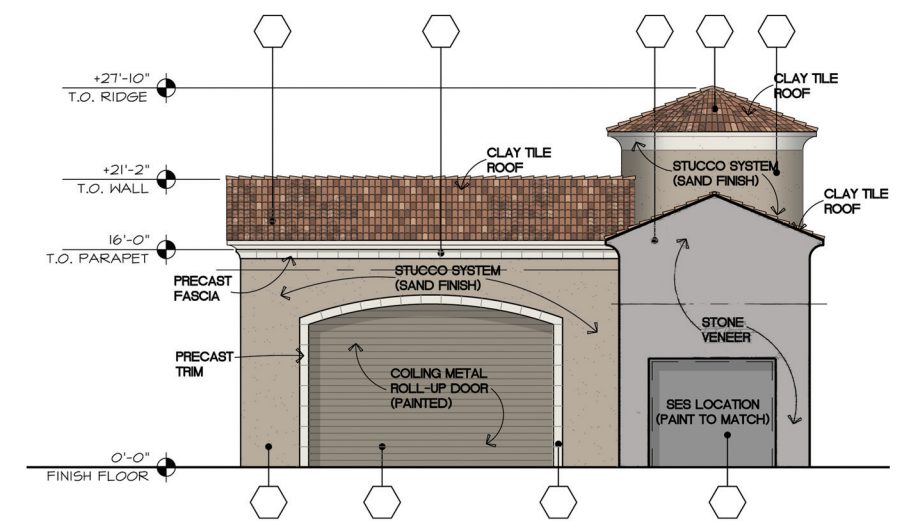 +27'-10"
T.O. RIDGE
CLAY TILE
ROOF
CLAY TILE
ROOF
+21'-2"
T.O. WALL
STUCCO SYSTEM
(SAND FINISH)
CLAY TILE
ROOF
16'-0"
T.O. PARAPET
PRECAST
FASCIA
STUCCO SYSTEM
(SAND FINISH)
STONE
VENEER
PRECAST
TRIM
COILING METAL
ROLL-UP DOOR
(PAINTED)
SES LOCATION
(PAINT TO MATCH)
0'-0"
FINISH FLOOR